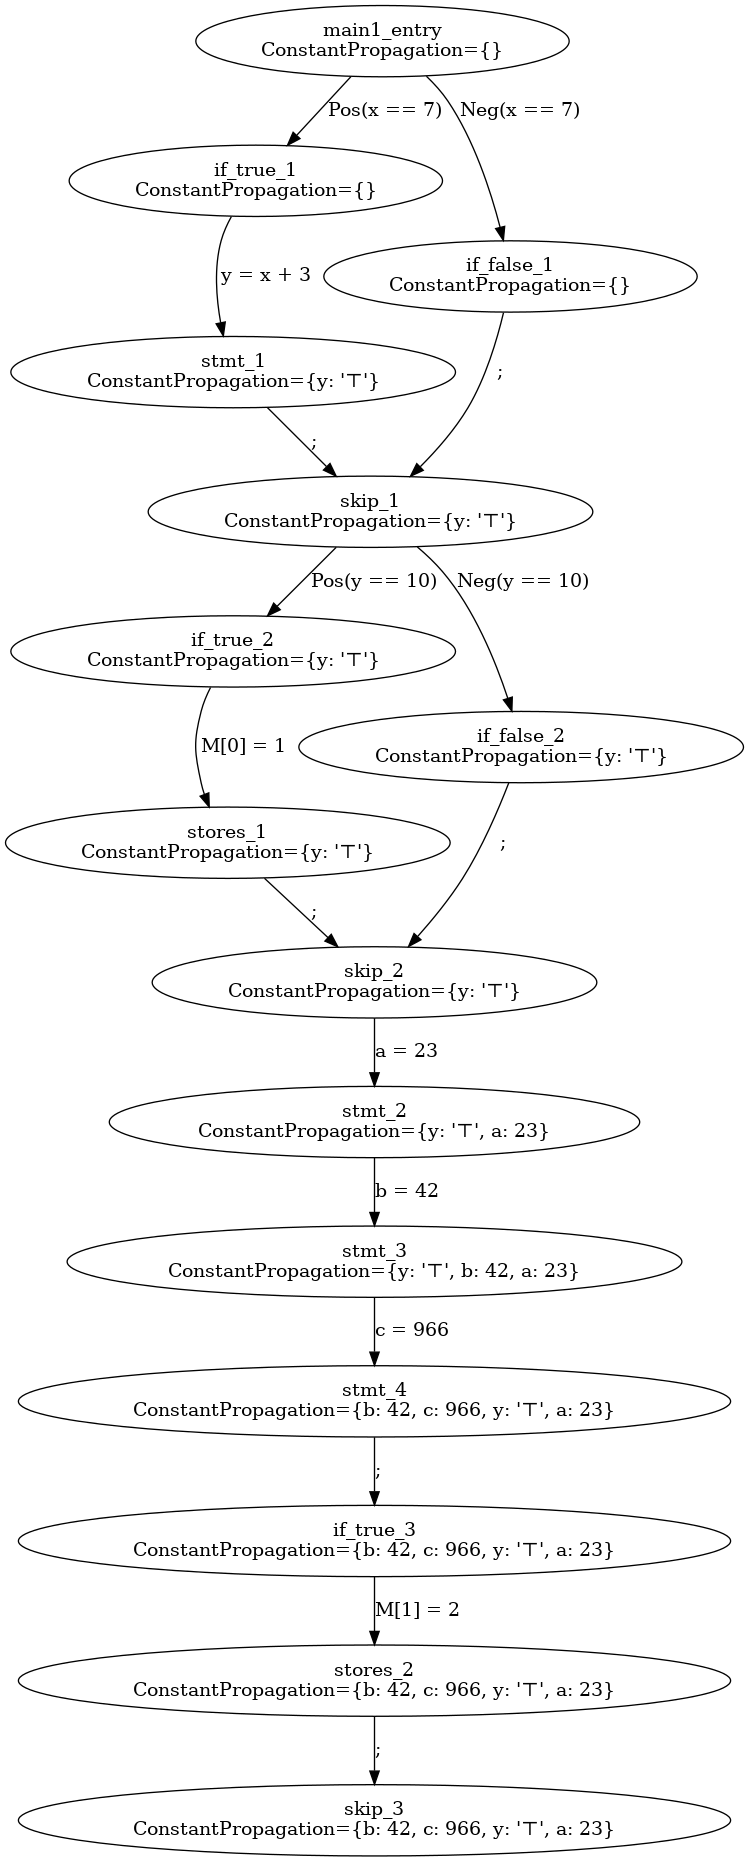 main1_entry
ConstantPropagation={}
Pos(x == 7)
Neg(x == 7)
if_true_1
ConstantPropagation={}
if_false_1
ConstantPropagation={}
y = x + 3
stmt_1
ConstantPropagation={y: '⊤'}
;
;
skip_1
ConstantPropagation={y: '⊤'}
Pos(y == 10)
Neg(y == 10)
if_true_2
ConstantPropagation={y: '⊤'}
if_false_2
ConstantPropagation={y: '⊤'}
M[0] = 1
stores_1
ConstantPropagation={y: '⊤'}
;
;
skip_2
ConstantPropagation={y: '⊤'}
a = 23
stmt_2
ConstantPropagation={y: '⊤', a: 23}
b = 42
stmt_3
ConstantPropagation={y: '⊤', b: 42, a: 23}
c = 966
stmt_4
ConstantPropagation={b: 42, c: 966, y: '⊤', a: 23}
;
if_true_3
ConstantPropagation={b: 42, c: 966, y: '⊤', a: 23}
M[1] = 2
stores_2
ConstantPropagation={b: 42, c: 966, y: '⊤', a: 23}
;
skip_3
ConstantPropagation={b: 42, c: 966, y: '⊤', a: 23}